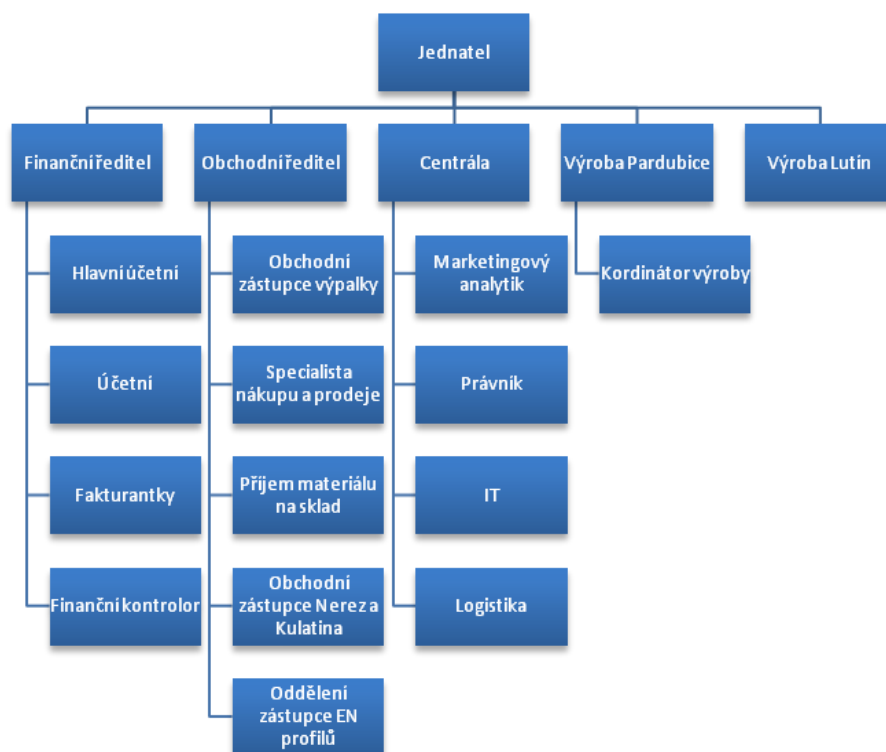 Jednatel
Finanční ředitel
Obchodní ředitel
Centrála
Výroba Pardubice
Výroba Lutín
Hlavní účetní
Účetní
Fakturantky
Finanční kontrolor
Obchodní
zástupce výpalky
Specialista
nákupu a prodeje
Příjem materiálu
na sklad
Obchodní
zástupce Nerez a
Kulatina
Oddělení
zástupce EN
profilů
Marketingový
analytik
Právník
IT
Logistika
Kordinátor výroby